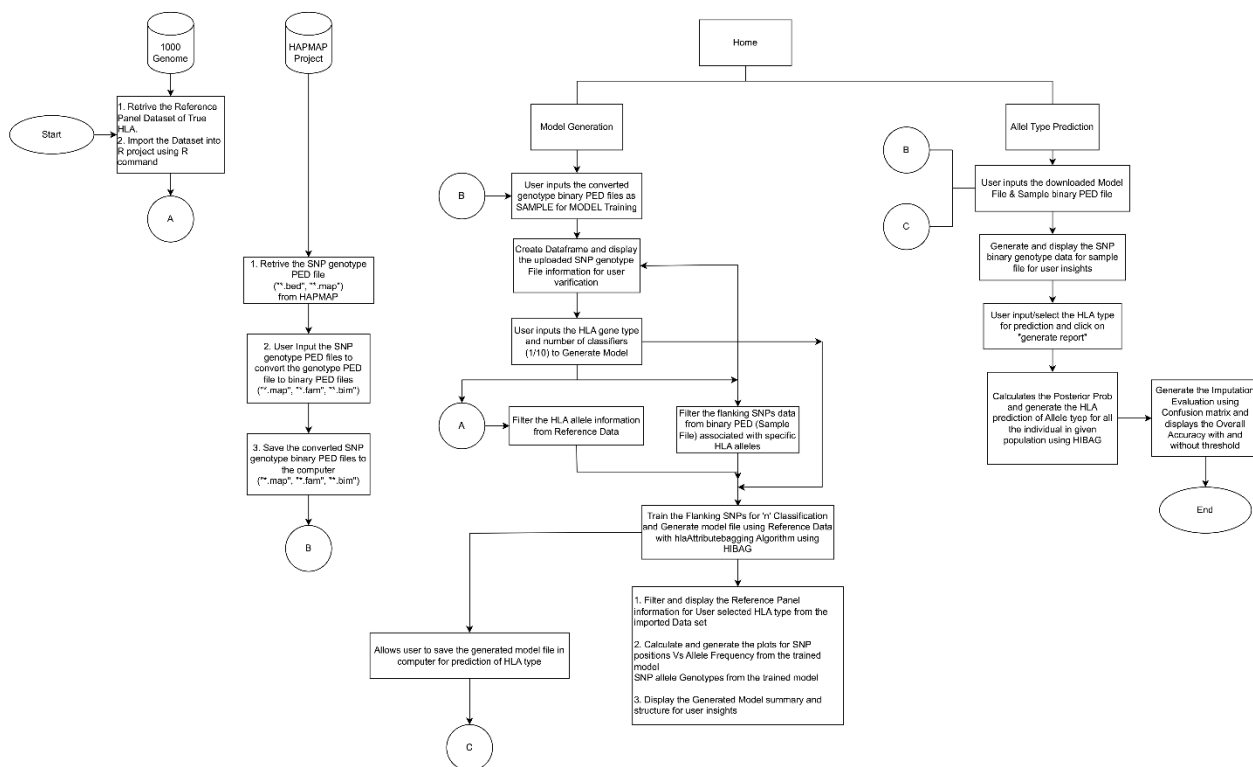 1000
Genome
HAPMAP
Project
Start
1. Retrive the Reference
Panel Dataset of True
HLA.
2. Import the Dataset into
R project using R
command
A
1. Retrive the SNP genotype
PED file
("*.bed", "*.map")
from HAPMAP
2. User Input the SNP
genotype PED files to
convert the genotype PED
file to binary PED files
("*.map", "*.fam", "*.bim")
3. Save the converted SNP
genotype binary PED files to
the computer
("*.map", "*.fam", "*.bim")
B
Home
Model Generation
B
User inputs the converted
genotype binary PED files as
SAMPLE for MODEL Training
Create Dataframe and display
the uploaded SNP genotype
File information for user
varification
User inputs the HLA gene type
and number of classifiers
(1/10) to Generate Model
A
Filter the HLA allele information
from Reference Data
Filter the flanking SNPs data
from binary PED (Sample
File) associated with specific
HLA alleles
Train the Flanking SNPs for 'n' Classification
and Generate model file using Reference Data
with hlaAttributebagging Algorithm using
HIBAG
Allows user to save the generated model file in
computer for prediction of HLA type
C
1. Filter and display the Reference Panel
information for User selected HLA type from the
imported Data set
2. Calculate and generate the plots for SNP
positions Vs Allele Frequency from the trained
model
SNP allele Genotypes from the trained model
3. Display the Generated Model summary and
structure for user insights
Allel Type Prediction
B
C
User inputs the downloaded Model
File & Sample binary PED file
Generate and display the SNP
binary genotype data for sample
file for user insights
User input/select the HLA type
for prediction and click on
"generate report"
Calculates the Posterior Prob
and generate the HLA
prediction of Allele tyep for all
the individual in given
population using HIBAG
Generate the Imputation
Evaluation using
Confusion matrix and
displays the Overall
Accuracy with and
without threshold
End